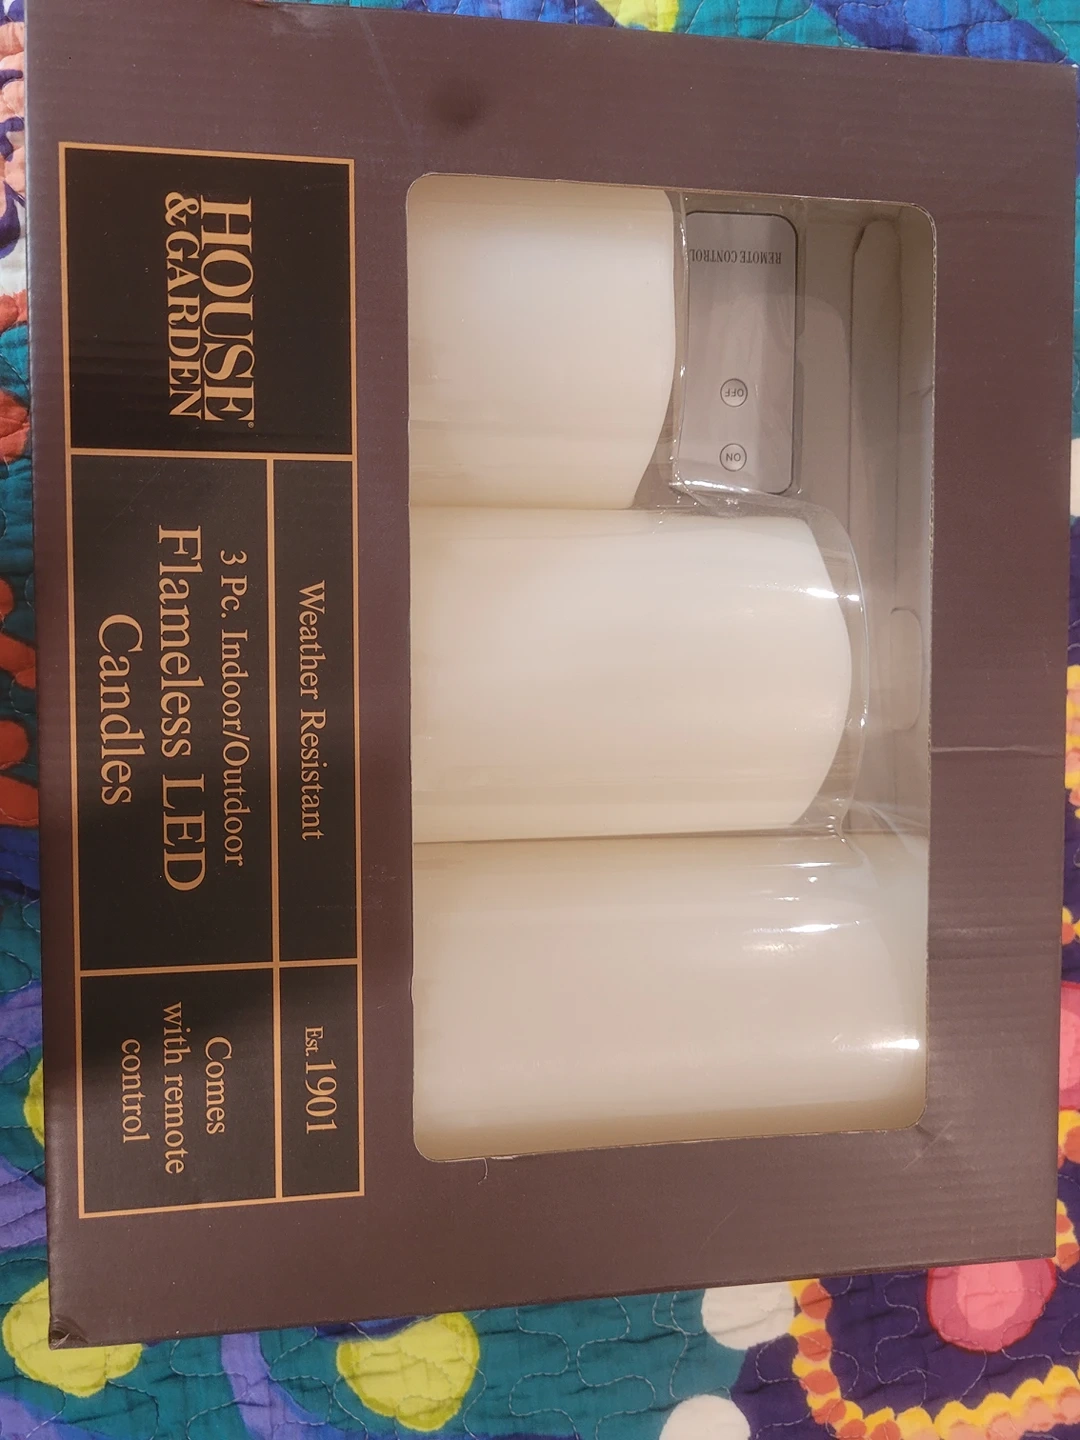 HOUSE
& GARDEN
Weather Resistant
3 Pc. Indoor/Outdoor
Flameless LED
Candles
Est. 1901
Comes
with remote
control
REMOTE CONTROL
OFF
ON